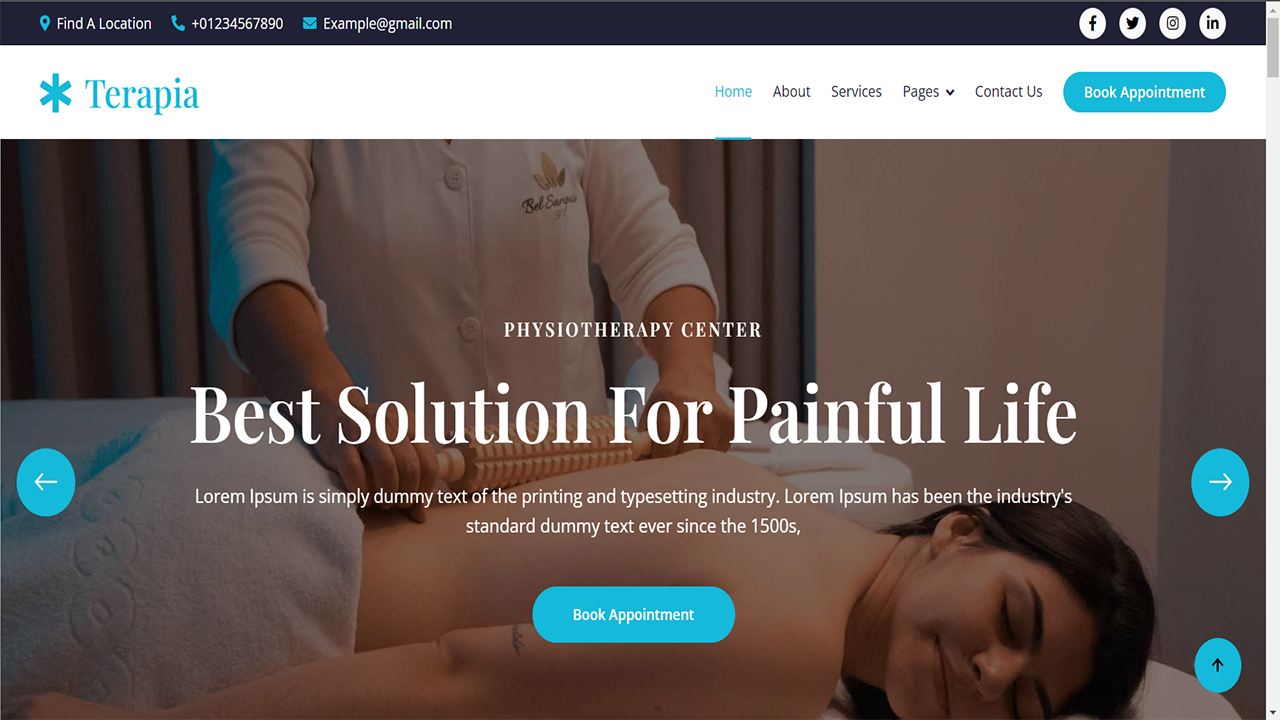 Find A Location +01234567890 Example@gmail.com
Terapia
Home About Services Pages Contact Us Book Appointment
PHYSIOTHERAPY CENTER
Best Solution For Painful Life
Lorem Ipsum is simply dummy text of the printing and typesetting industry. Lorem Ipsum has been the industry's
standard dummy text ever since the 1500s,
Book Appointment